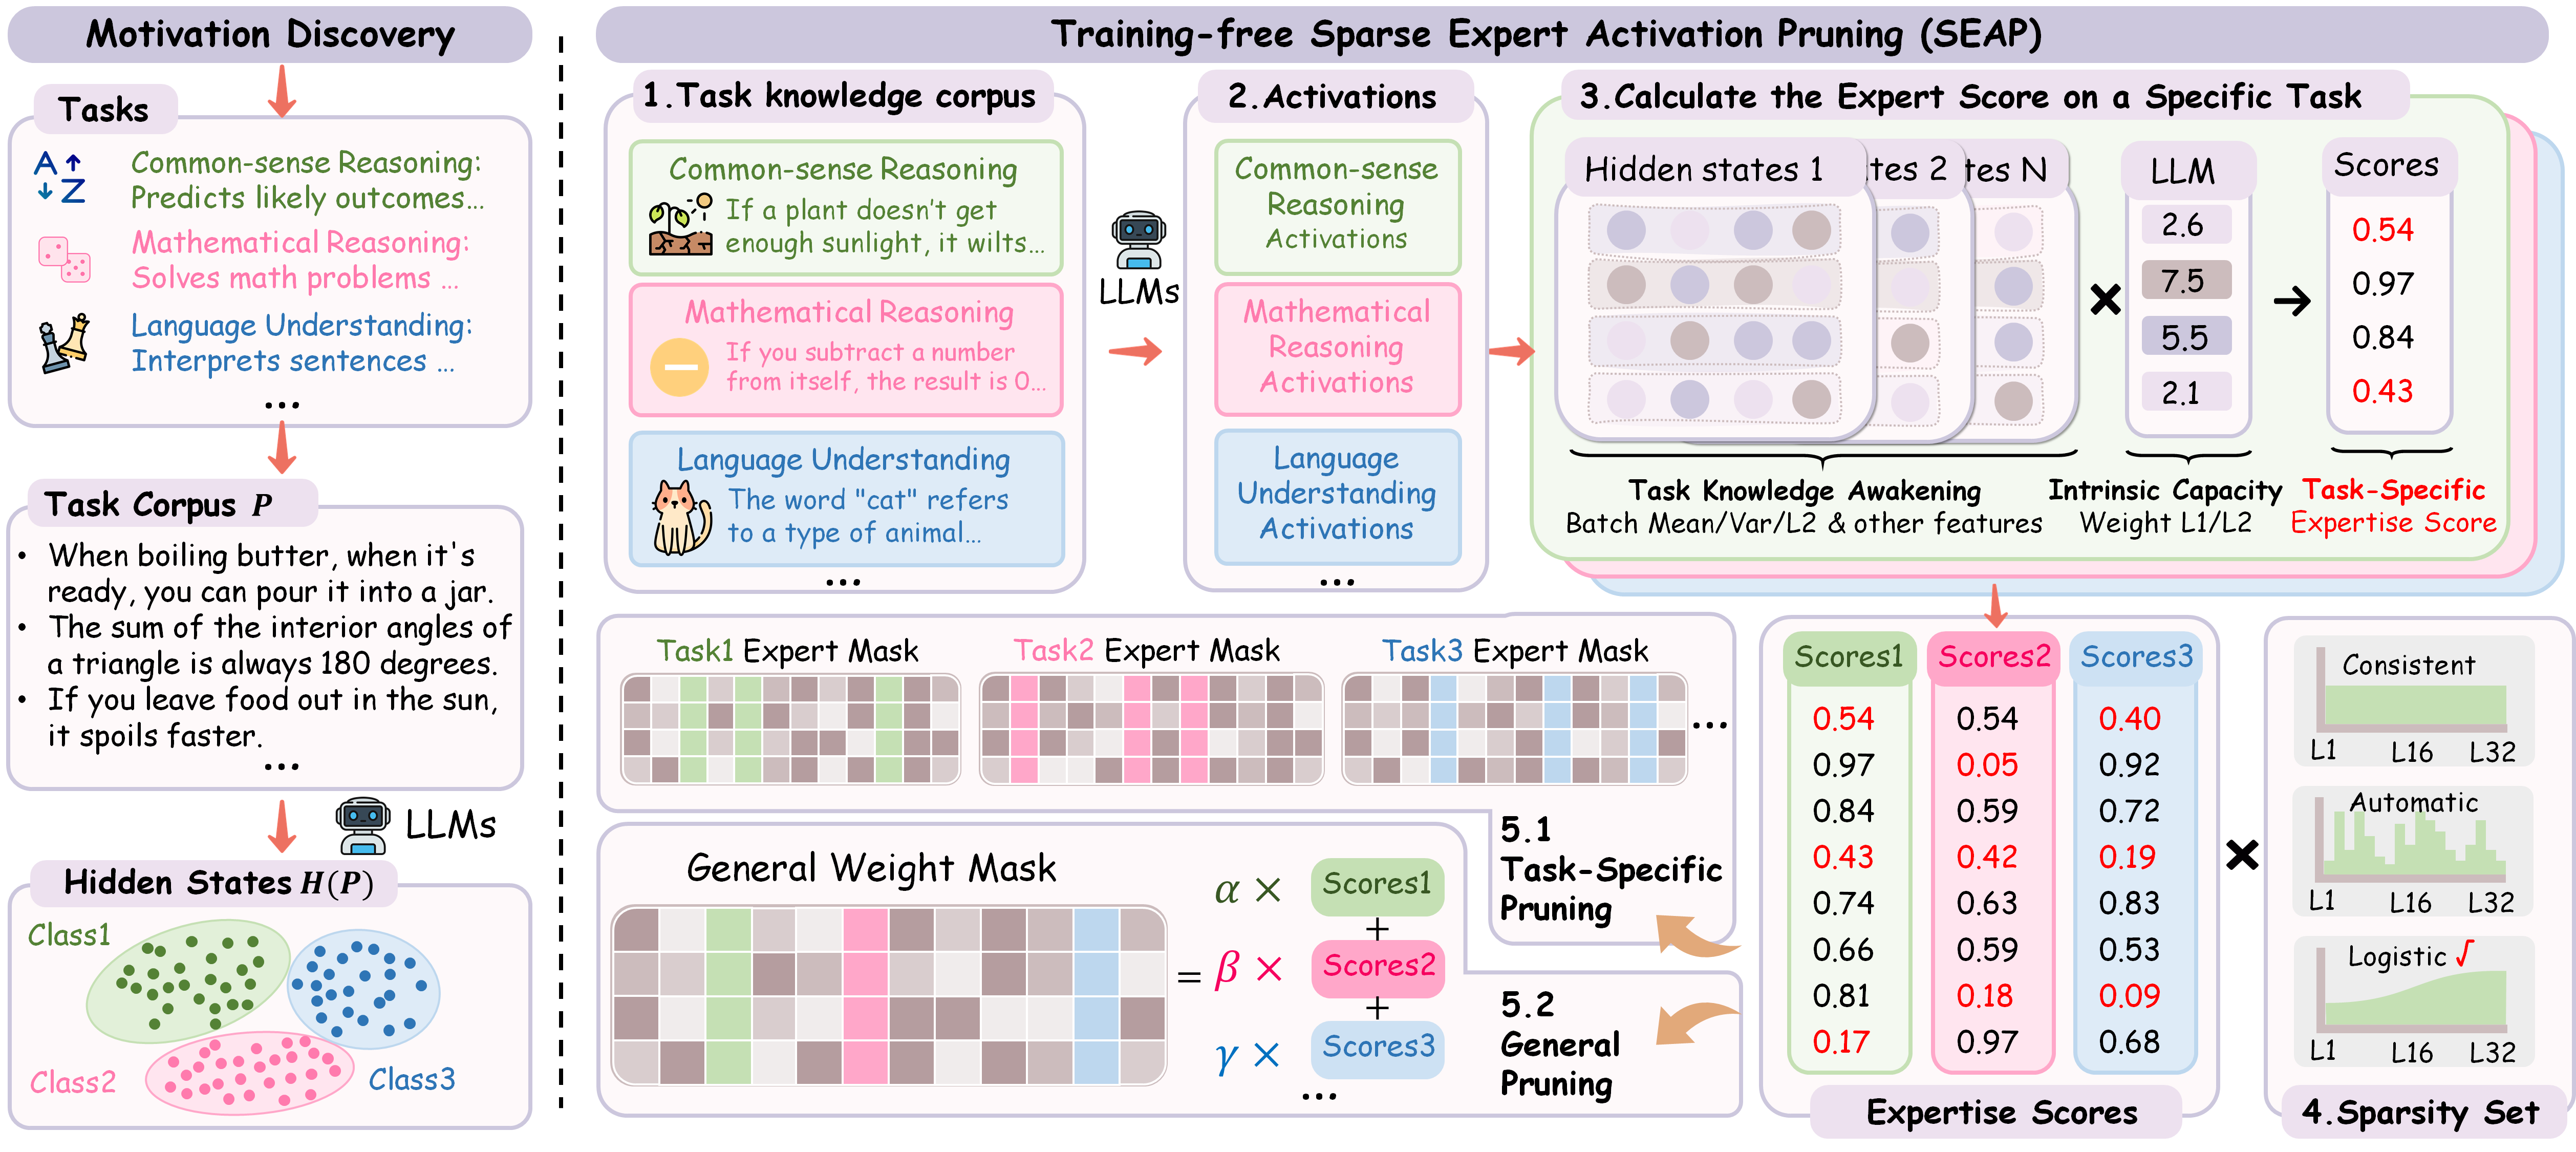 Motivation Discovery
Tasks
Common-sense Reasoning:
Predicts likely outcomes...
Mathematical Reasoning:
Solves math problems ...
Language Understanding:
Interprets sentences ...
...
Task Corpus P
• When boiling butter, when it's
ready, you can pour it into a jar.
• The sum of the interior angles of
a triangle is always 180 degrees.
• If you leave food out in the sun,
it spoils faster.
...
LLMs
Hidden States H(P)
Class1
Class2
Class3
Training-free Sparse Expert Activation Pruning (SEAP)
1.Task knowledge corpus
Common-sense Reasoning
If a plant doesn't get
enough sunlight, it wilts...
Mathematical Reasoning
If you subtract a number
from itself, the result is 0...
Language Understanding
The word "cat" refers
to a type of animal...
...
LLMs
2.Activations
Common-sense
Reasoning
Activations
Mathematical
Reasoning
Activations
Language
Understanding
Activations
...
3.Calculate the Expert Score on a Specific Task
Hidden states 1
tes 2
tes N
LLM
2.6
7.5
5.5
2.1
Scores
0.54
0.97
0.84
0.43
Task Knowledge Awakening
Batch Mean/Var/L2 & other features
Intrinsic Capacity
Weight L1/L2
Task-Specific
Expertise Score
Task1 Expert Mask
Task2 Expert Mask
Task3 Expert Mask
...
5.1
Task-Specific
Pruning
General Weight Mask
=
α × Scores1
+
β × Scores2
+
γ × Scores3
...
5.2
General
Pruning
Scores1
0.54
0.97
0.84
0.43
0.74
0.66
0.81
0.17
Scores2
0.54
0.05
0.59
0.42
0.63
0.59
0.18
0.97
Scores3
0.40
0.92
0.72
0.19
0.83
0.53
0.09
0.68
Expertise Scores
Consistent
L1 L16 L32
Automatic
L1 L16 L32
Logistic √
L1 L16 L32
4.Sparsity Set